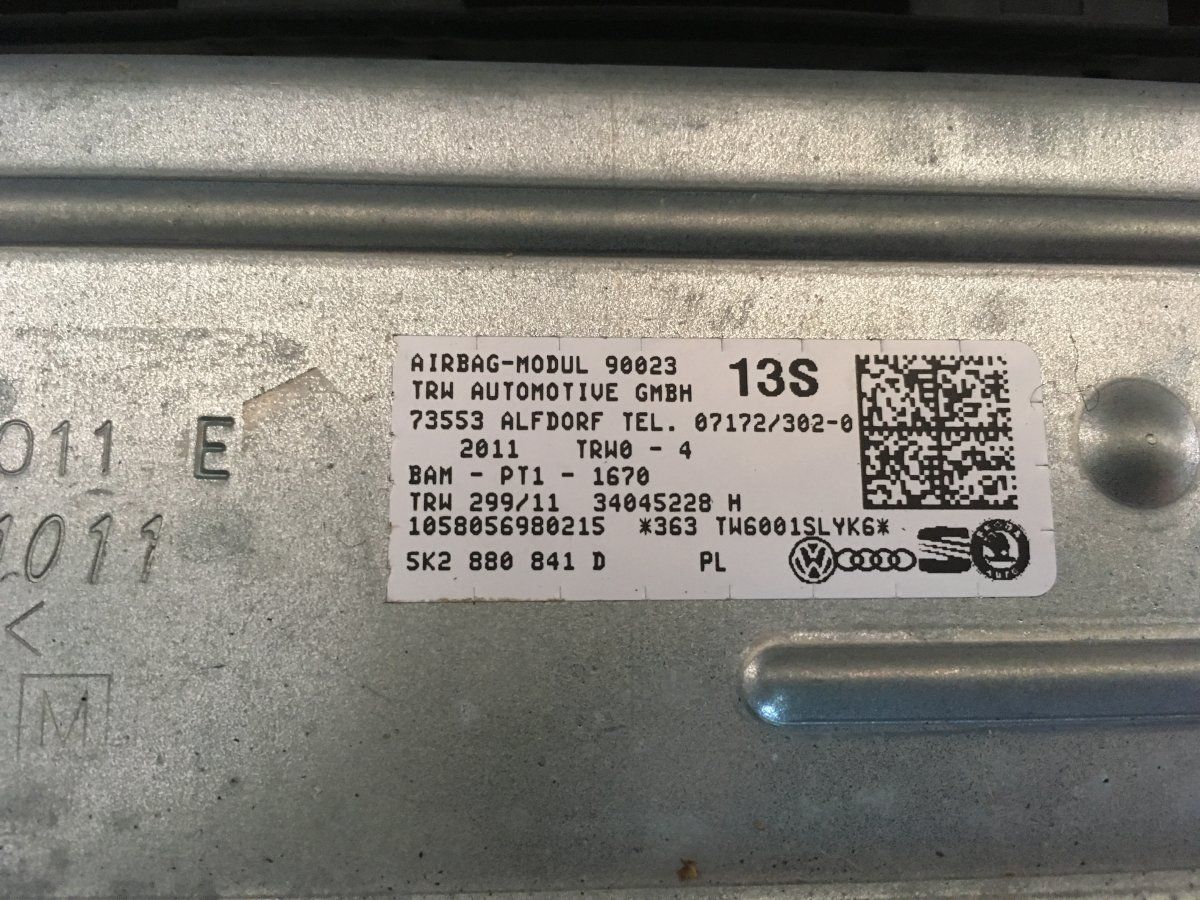 AIRBAG-MODUL 90023 13S
TRW AUTOMOTIVE GMBH
73553 ALFDORF TEL. 07172/302-0
2011 TRW0 - 4
BAM - PT1 - 1670
TRW 299/11 34045228 H
1058056980215 *363 TW6001SLYK6*
5K2 880 841 D PL
011 E
1011
<
M